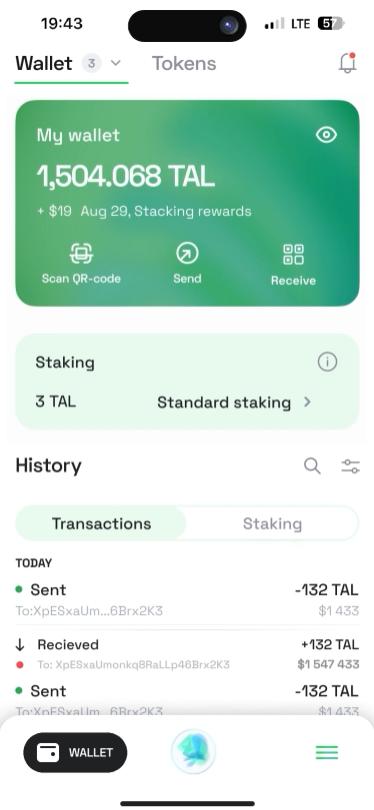 19:43 LTE 57
Wallet 3 Tokens
My wallet
1,504.068 TAL
+ $19 Aug 29, Stacking rewards
Scan QR-code Send Receive
Staking
3 TAL Standard staking
History
Transactions Staking
TODAY
Sent -132 TAL
To:XpESxaUm...6Brx2K3 $1 433
Recieved +132 TAL
To: XpESxaUmonkq8RaLLp46Brx2K3 $1 547 433
Sent -132 TAL
To:XpESxaUm...6Brx2K3 $1 433
WALLET